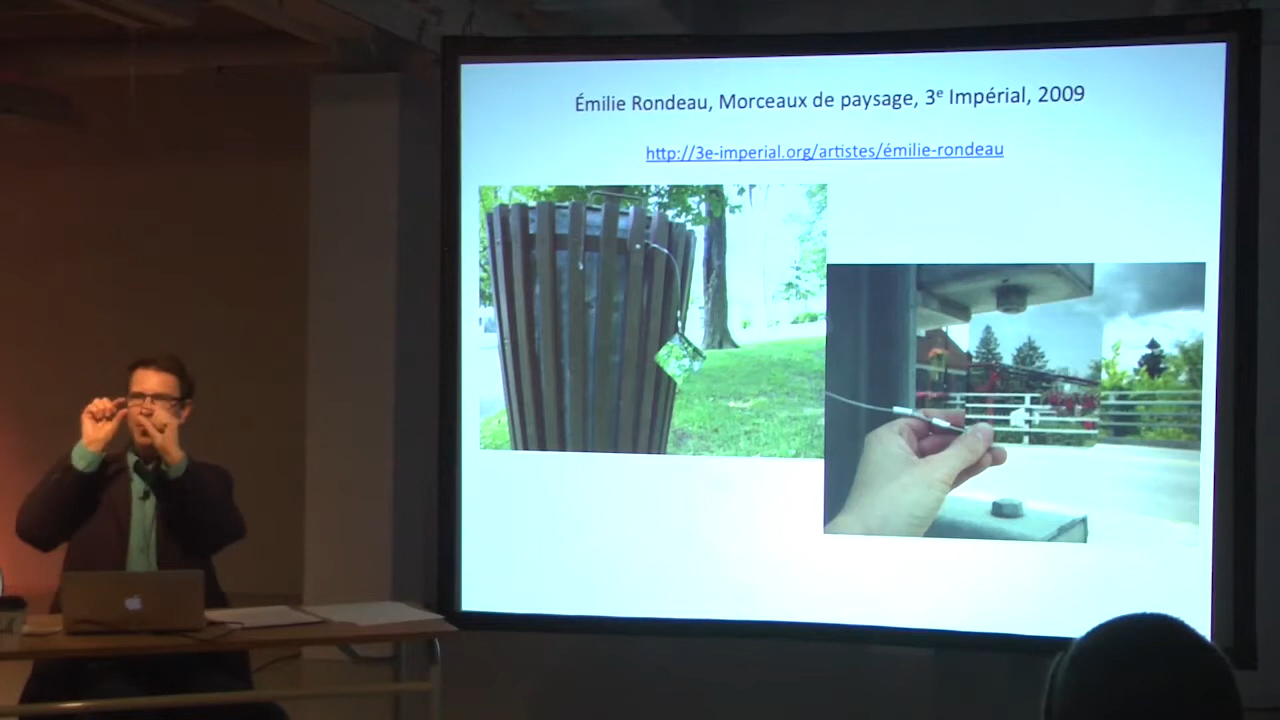 Émilie Rondeau, Morceaux de paysage, 3e Impérial, 2009
http://3e-imperial.org/artistes/émilie-rondeau